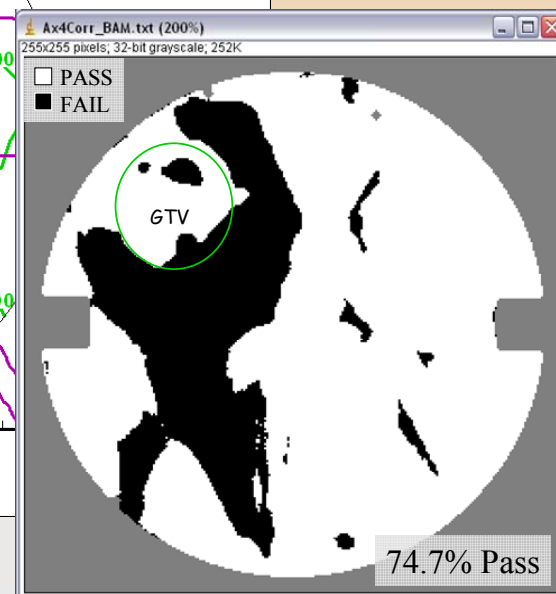 Ax4Corr_BAM.txt (200%)
255x255 pixels; 32-bit grayscale; 252K
PASS
FAIL
GTV
74.7% Pass